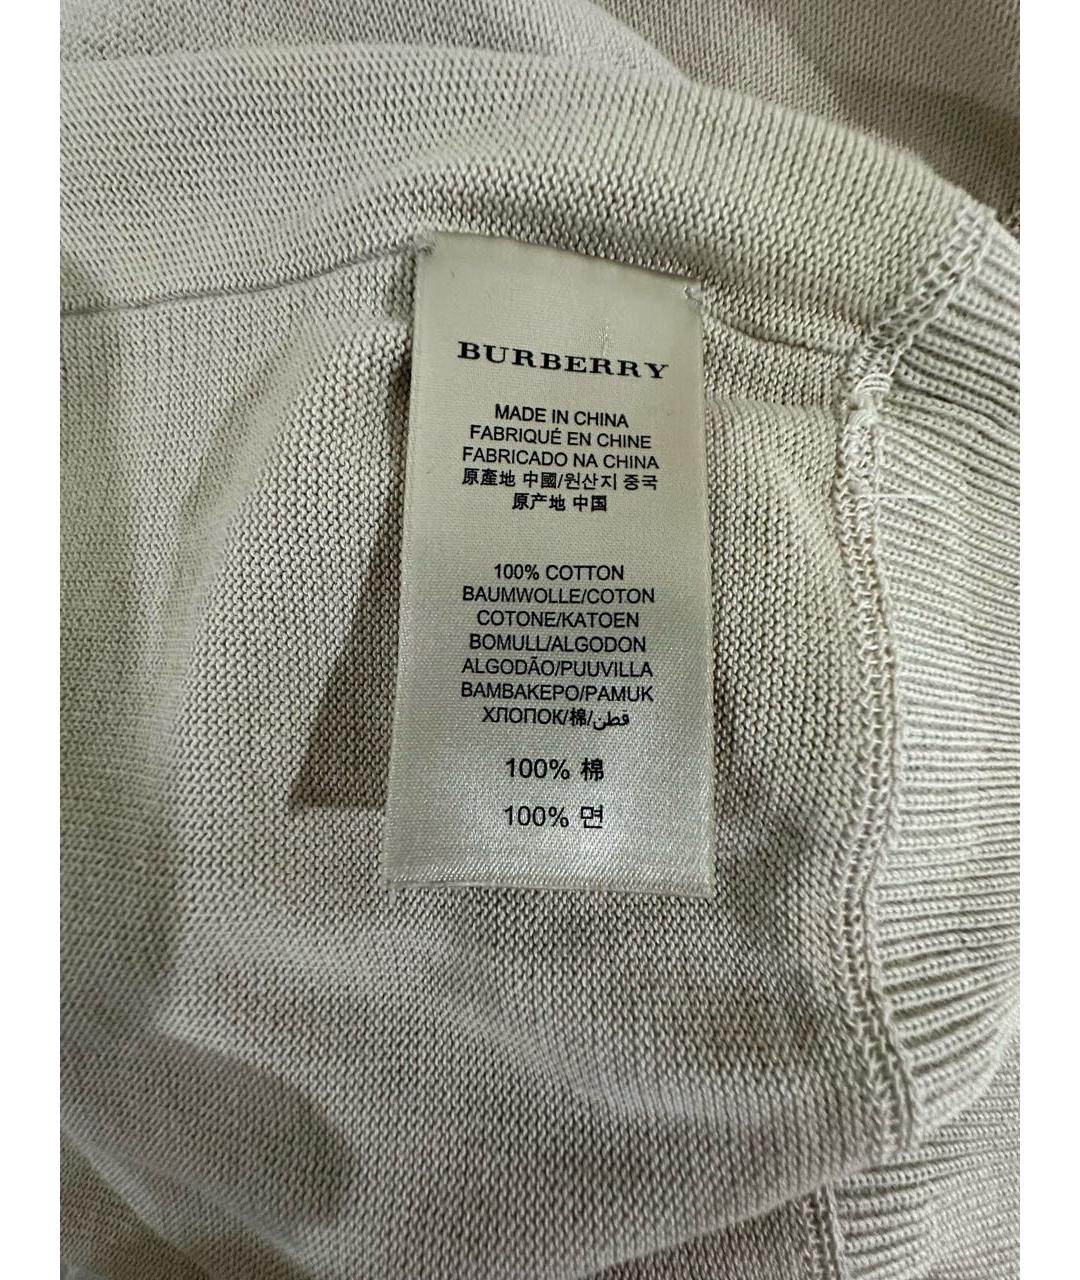 BURBERRY
MADE IN CHINA
FABRIQUÉ EN CHINE
FABRICADO NA CHINA
原產地 中國/원산지 중국
原产地 中国
100% COTTON
BAUMWOLLE/COTON
COTONE/KATOEN
BOMULL/ALGODON
ALGODÃO/PUUVILLA
BAMBAKEPO/PAMUK
ХЛОПОК/棉/قطن
100% 棉
100% 면